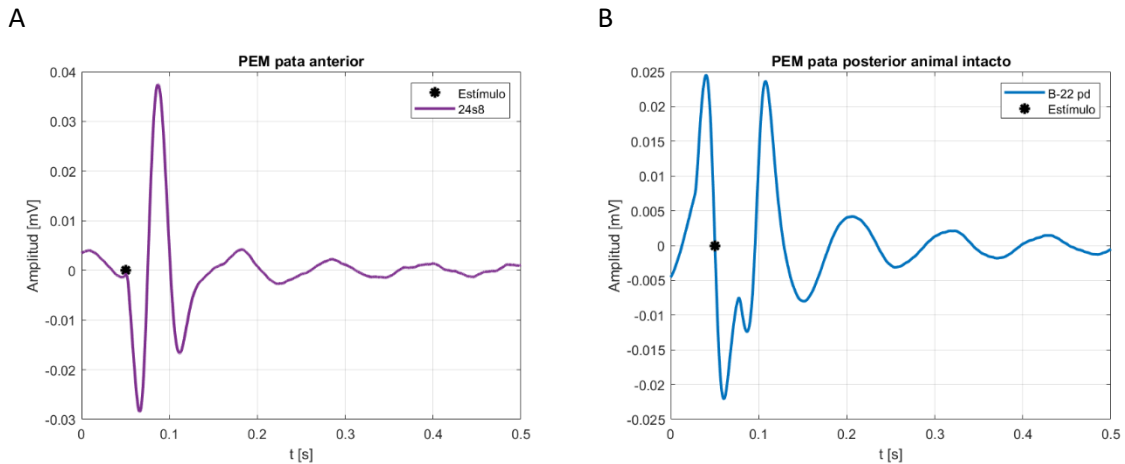 A
PEM pata anterior
Estímulo
24s8
Amplitud [mV]
0.04
0.03
0.02
0.01
0
-0.01
-0.02
-0.03
0
0.1
0.2
0.3
0.4
0.5
t [s]
B
PEM pata posterior animal intacto
B-22 pd
Estímulo
Amplitud [mV]
0.025
0.02
0.015
0.01
0.005
0
-0.005
-0.01
-0.015
-0.02
-0.025
0
0.1
0.2
0.3
0.4
0.5
t [s]